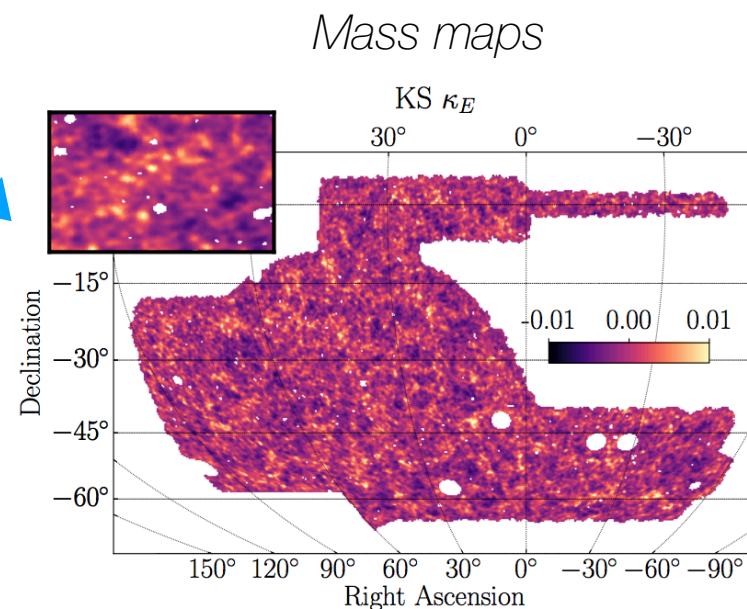 Mass maps
KS κ_E
30° 0° −30°
−15°
−30°
−45°
−60°
Declination
-0.01 0.00 0.01
150° 120° 90° 60° 30° 0° −30° −60° −90°
Right Ascension